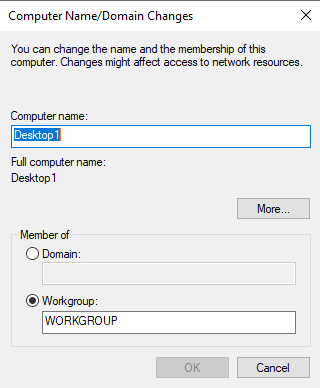 Computer Name/Domain Changes
You can change the name and the membership of this
computer. Changes might affect access to network resources.
Computer name:
Desktop1
Full computer name:
Desktop1
More...
Member of
Domain:
Workgroup:
WORKGROUP
OK
Cancel